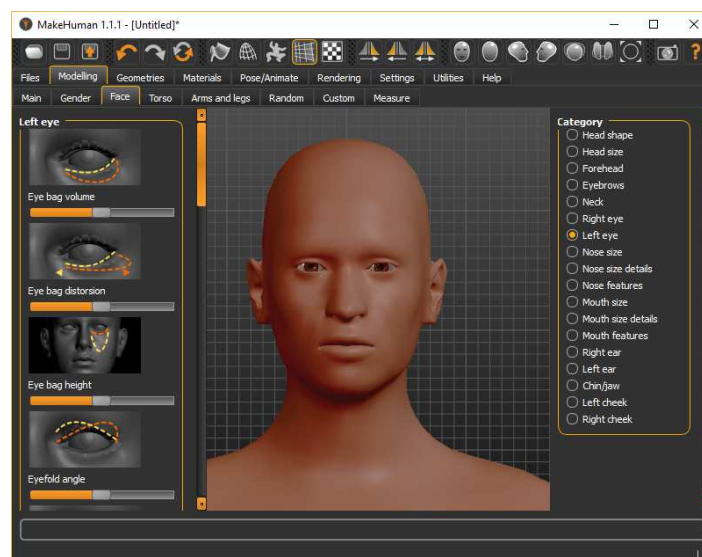 MakeHuman 1.1.1 - [Untitled]*
Files Modelling Geometries Materials Pose/Animate Rendering Settings Utilities Help
Main Gender Face Torso Arms and legs Random Custom Measure
Left eye
Eye bag volume
Eye bag distorsion
Eye bag height
Eyefold angle
Category
Head shape
Head size
Forehead
Eyebrows
Neck
Right eye
Left eye
Nose size
Nose size details
Nose features
Mouth size
Mouth size details
Mouth features
Right ear
Left ear
Chin/jaw
Left cheek
Right cheek